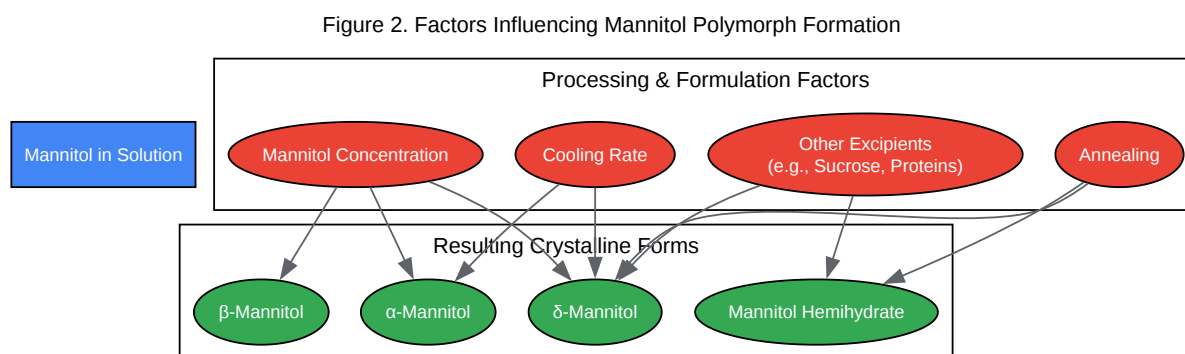 Figure 2. Factors Influencing Mannitol Polymorph Formation
Processing & Formulation Factors
Mannitol in Solution
Mannitol Concentration
Cooling Rate
Other Excipients
(e.g., Sucrose, Proteins)
Annealing
Resulting Crystalline Forms
β-Mannitol
α-Mannitol
δ-Mannitol
Mannitol Hemihydrate